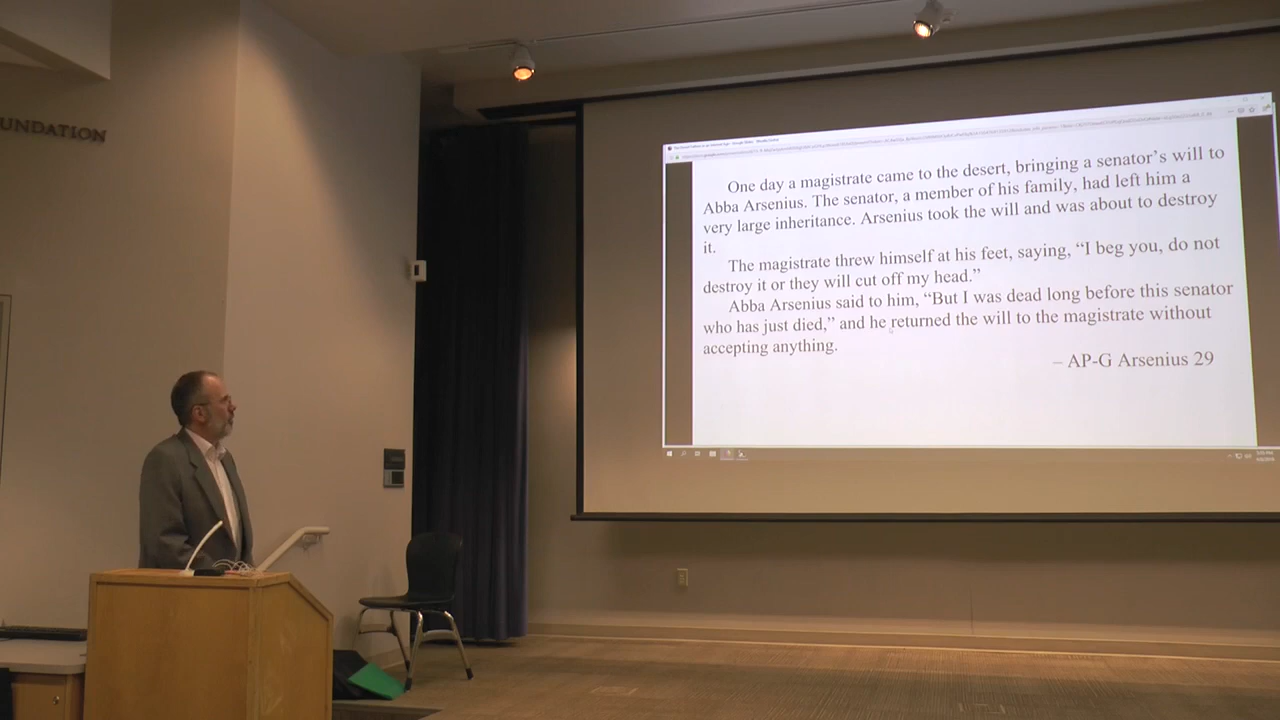 UNDATION
One day a magistrate came to the desert, bringing a senator's will to
Abba Arsenius. The senator, a member of his family, had left him a
very large inheritance. Arsenius took the will and was about to destroy
it.
The magistrate threw himself at his feet, saying, “I beg you, do not
destroy it or they will cut off my head.”
Abba Arsenius said to him, “But I was dead long before this senator
who has just died,” and he returned the will to the magistrate without
accepting anything.
– AP-G Arsenius 29